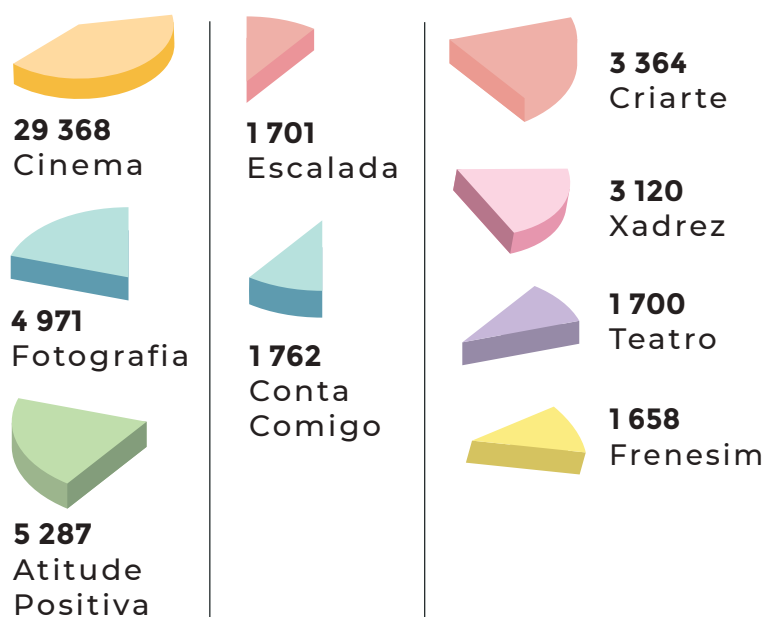 29 368
Cinema
4 971
Fotografia
5 287
Atitude
Positiva
1 701
Escalada
1 762
Conta
Comigo
3 364
Criarte
3 120
Xadrez
1 700
Teatro
1 658
Frenesim